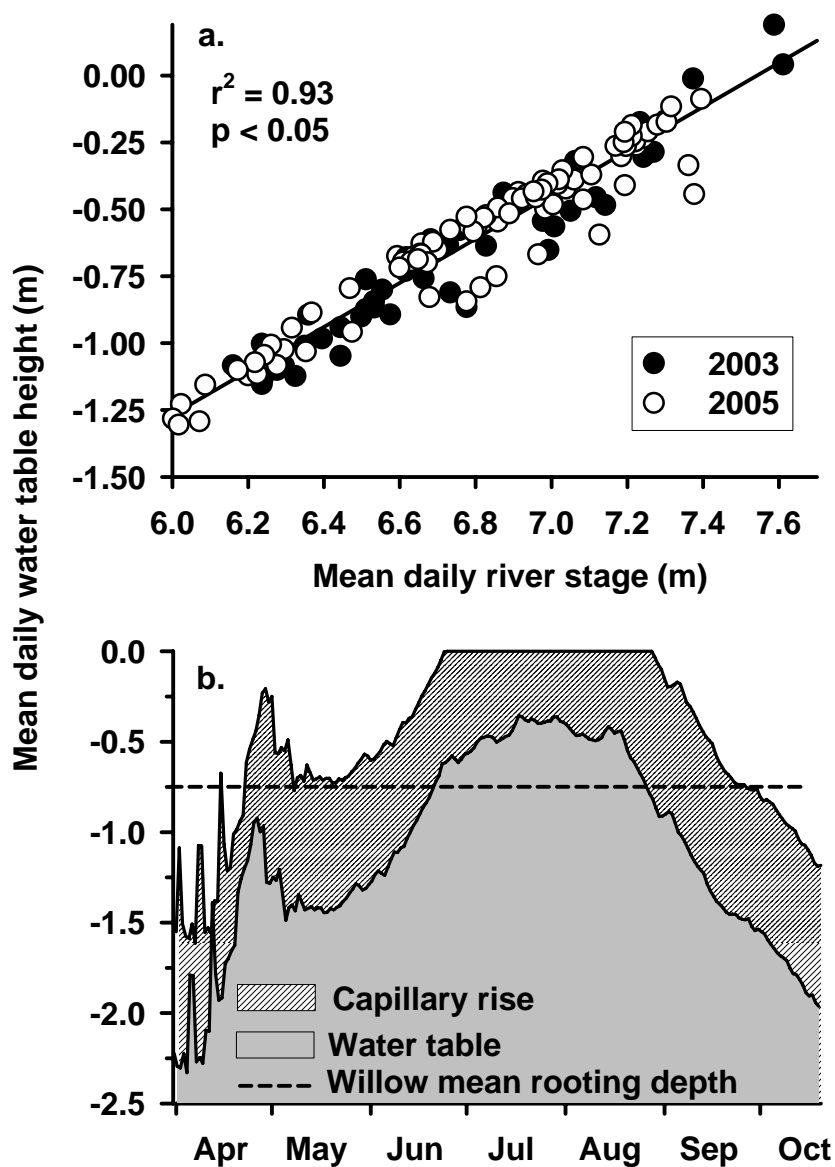 a.
r² = 0.93
p < 0.05
0.00
-0.25
-0.50
-0.75
-1.00
-1.25
-1.50
2003
2005
6.0 6.2 6.4 6.6 6.8 7.0 7.2 7.4 7.6
Mean daily river stage (m)
Mean daily water table height (m)
b.
0.0
-0.5
-1.0
-1.5
-2.0
-2.5
Capillary rise
Water table
Willow mean rooting depth
Apr May Jun Jul Aug Sep Oct